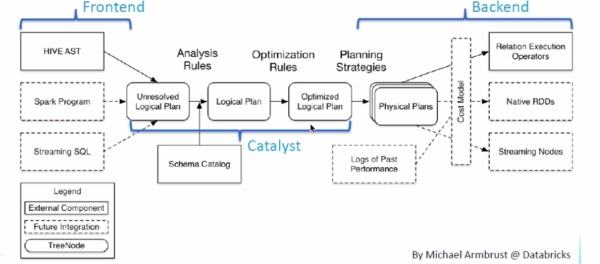 Frontend
Backend
HIVE AST
Analysis
Rules
Optimization
Rules
Planning
Strategies
Relation Execution
Operators
Spark Program
Unresolved
Logical Plan
Logical Plan
Optimized
Logical Plan
Physical Plans
Cost Model
Native RDDs
Streaming SQL
Catalyst
Schema Catalog
Logs of Past
Performance
Streaming Nodes
Legend
External Component
Future Integration
TreeNode
By Michael Armbrust @ Databricks